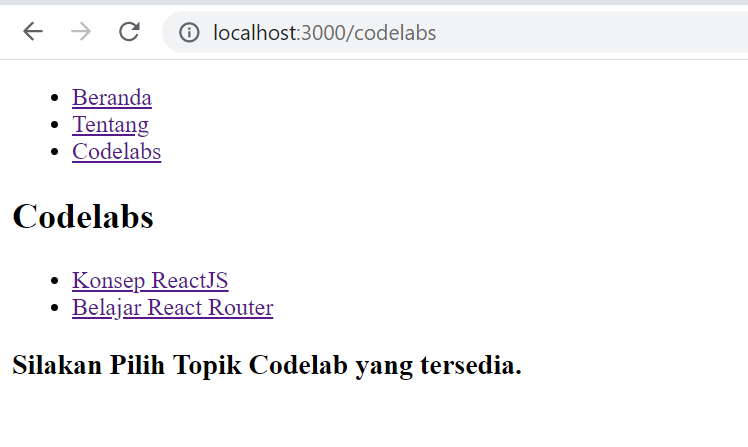 localhost:3000/codelabs
Beranda
Tentang
Codelabs
Codelabs
Konsep ReactJS
Belajar React Router
Silakan Pilih Topik Codelab yang tersedia.